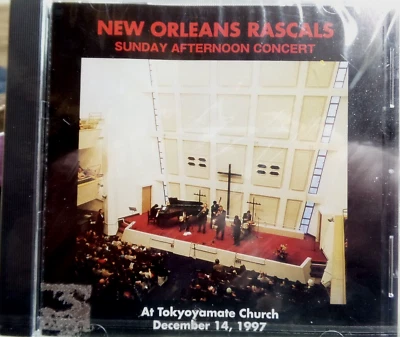 NEW ORLEANS RASCALS
SUNDAY AFTERNOON CONCERT
At Tokyoyamate Church
December 14, 1997